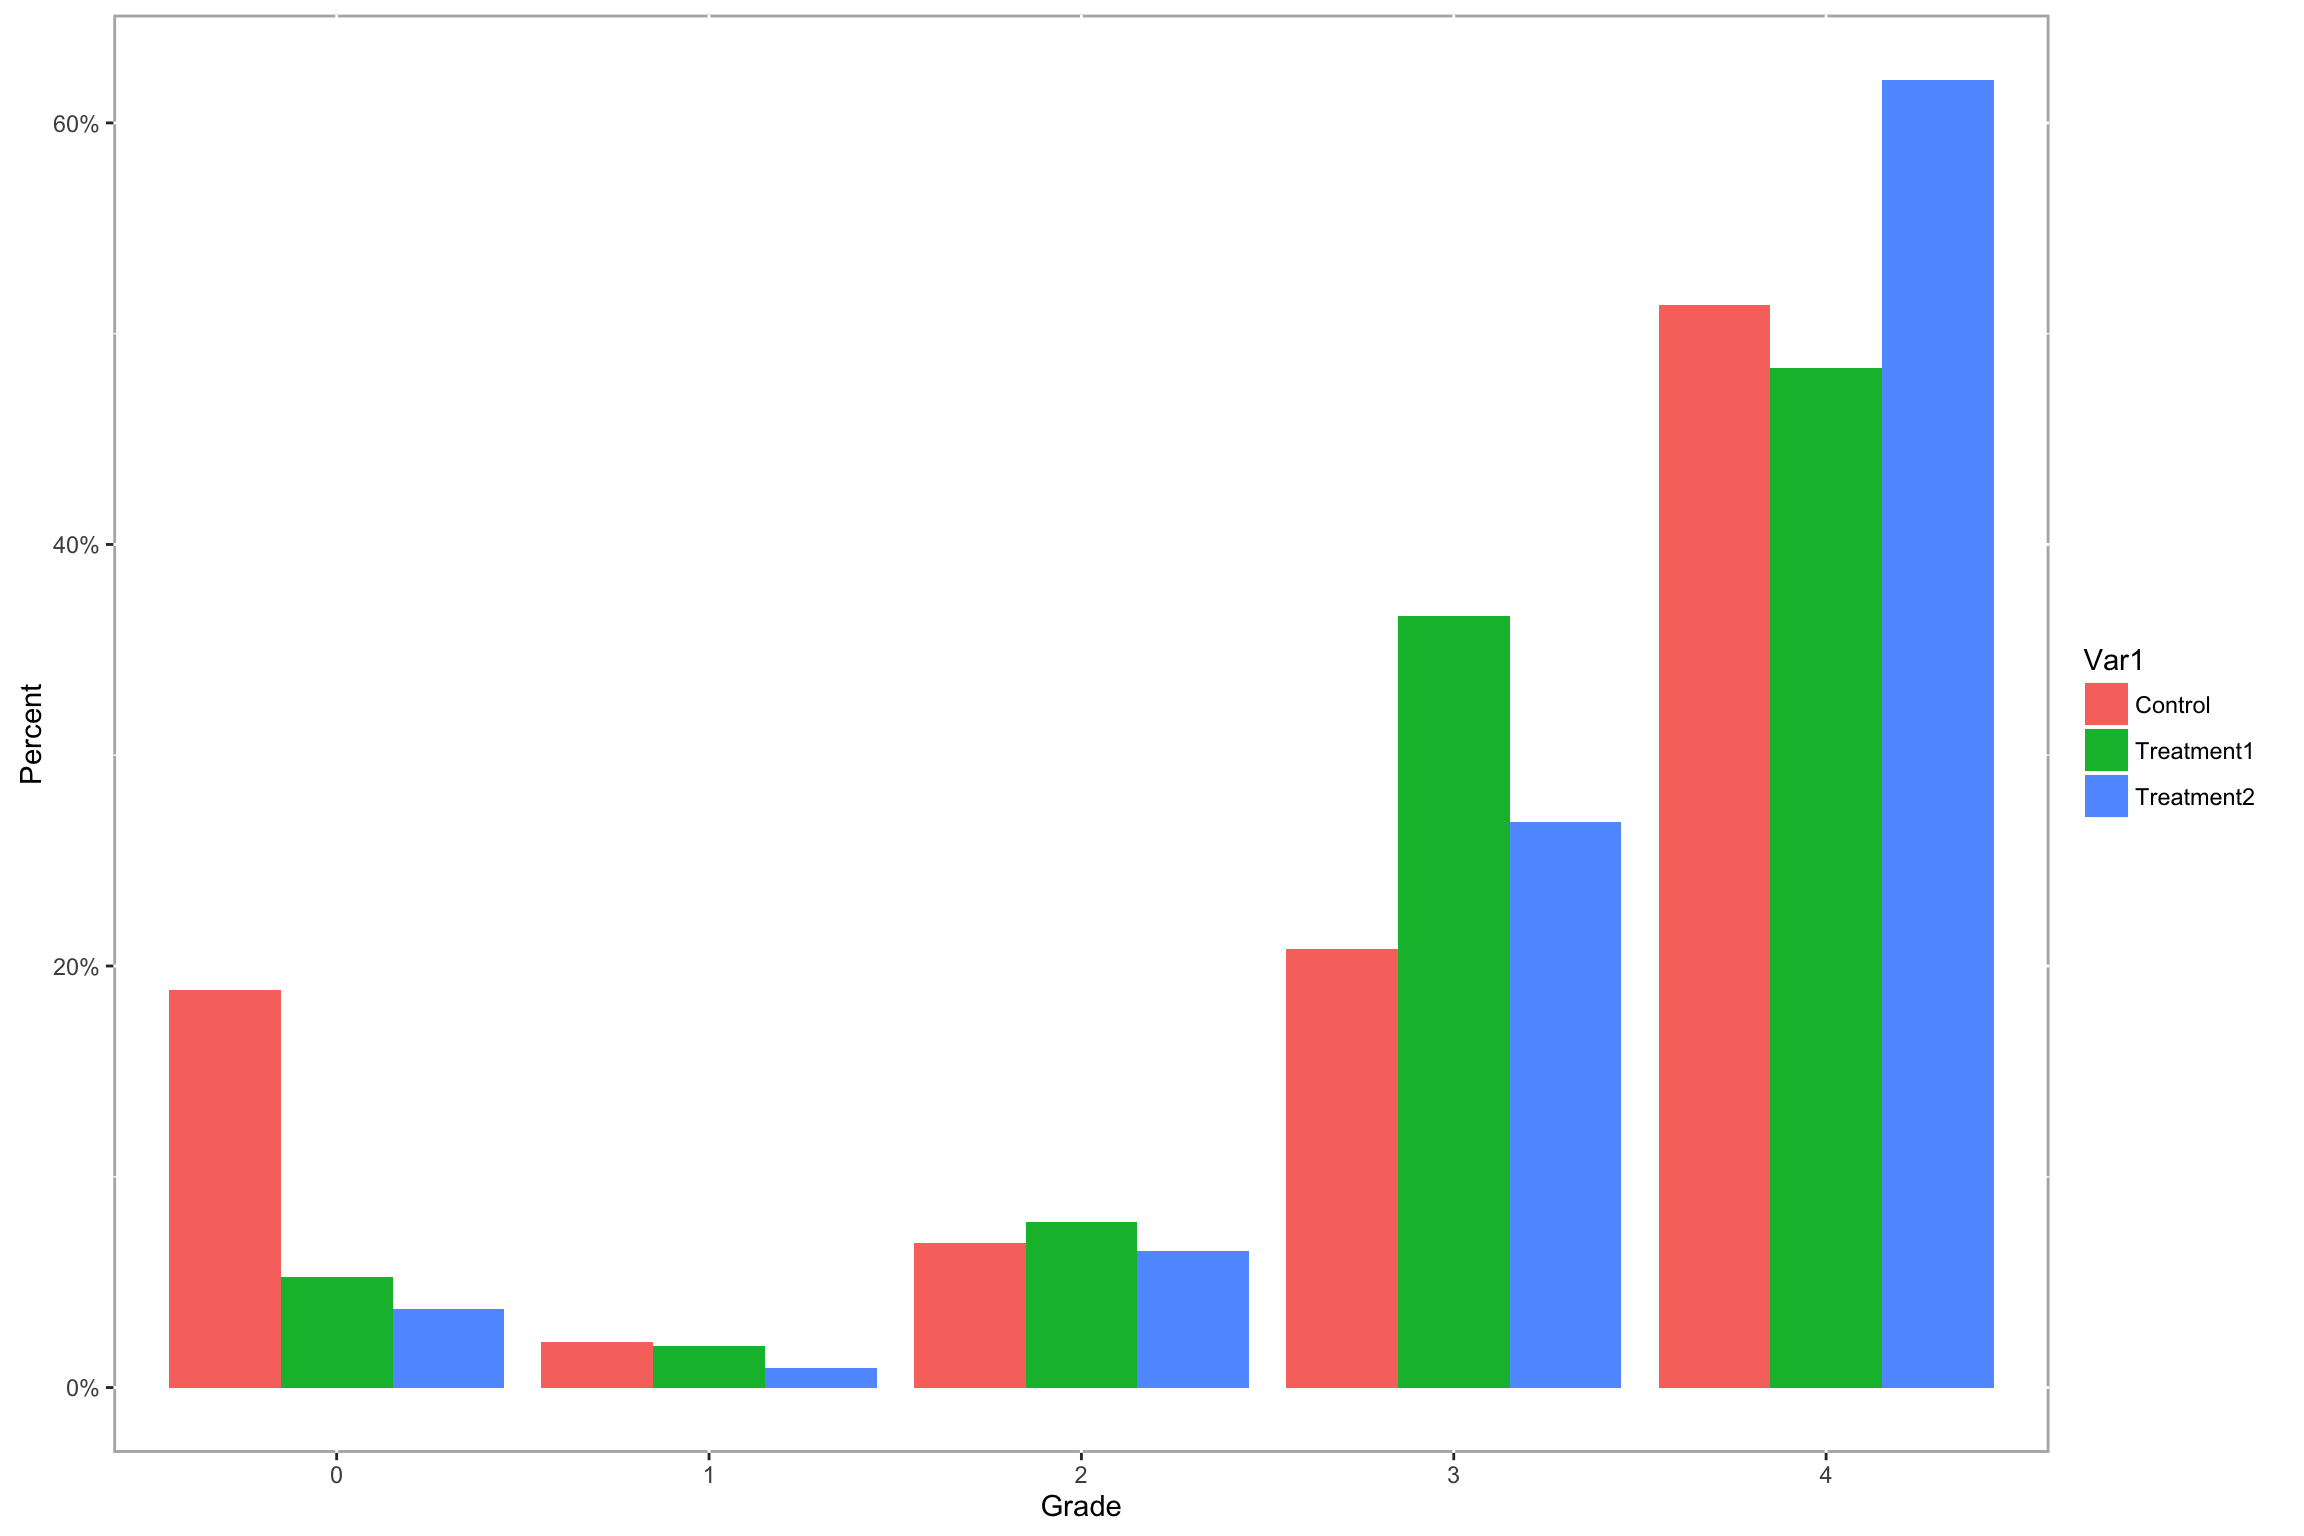 60%
40%
20%
0%
Percent
0
1
2
3
4
Grade
Var1
Control
Treatment1
Treatment2